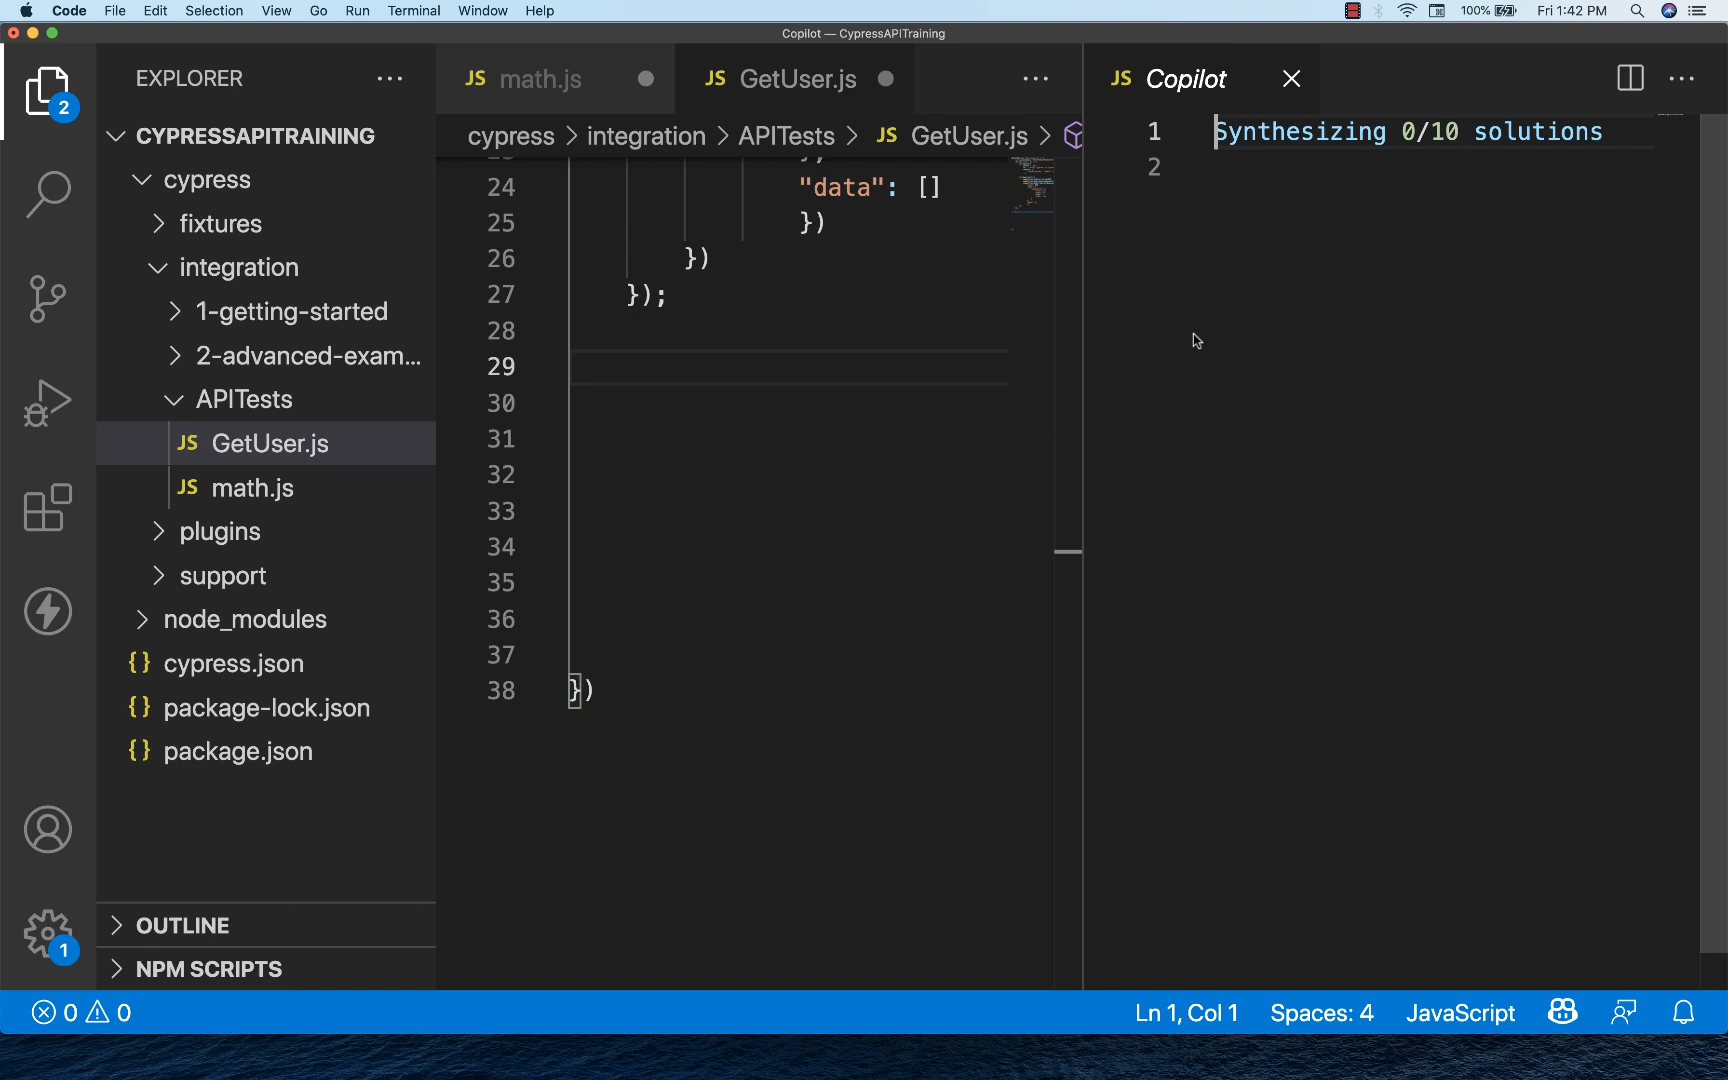 Code File Edit Selection View Go Run Terminal Window Help 100% Fri 1:42 PM
Copilot — CypressAPITraining
EXPLORER ···
2
JS math.js
JS GetUser.js
···
JS Copilot
···
CYPRESSAPITRAINING
cypress
fixtures
integration
1-getting-started
2-advanced-exam...
APITests
JS GetUser.js
JS math.js
plugins
support
node_modules
{} cypress.json
{} package-lock.json
{} package.json
OUTLINE
NPM SCRIPTS
1
cypress > integration > APITests > JS GetUser.js >
24 "data": []
25 })
26 })
27 });
28
29
30
31
32
33
34
35
36
37
38 })
1 Synthesizing 0/10 solutions
2
0 0
Ln 1, Col 1 Spaces: 4 JavaScript